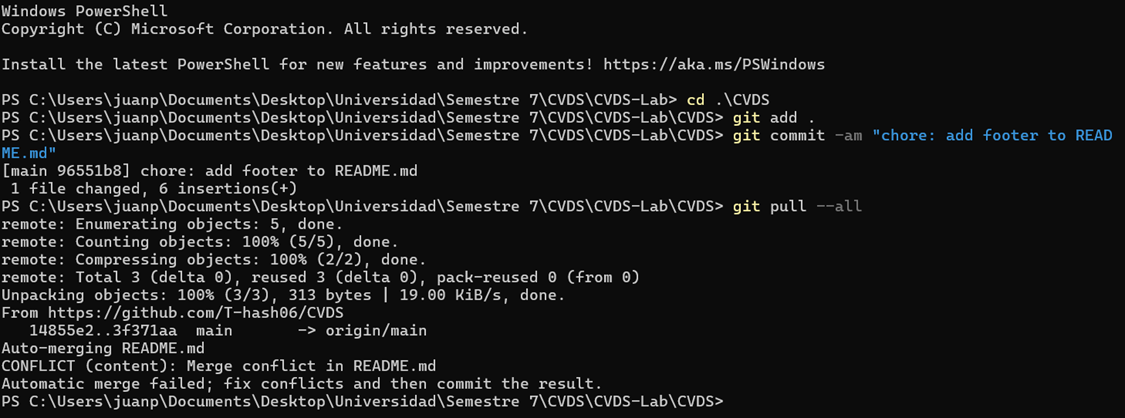 Windows PowerShell
Copyright (C) Microsoft Corporation. All rights reserved.
Install the latest PowerShell for new features and improvements! https://aka.ms/PSWindows
PS C:\Users\juanp\Documents\Desktop\Universidad\Semestre 7\CVDS\CVDS-Lab> cd .\CVDS
PS C:\Users\juanp\Documents\Desktop\Universidad\Semestre 7\CVDS\CVDS-Lab\CVDS> git add .
PS C:\Users\juanp\Documents\Desktop\Universidad\Semestre 7\CVDS\CVDS-Lab\CVDS> git commit -am "chore: add footer to READ
ME.md"
[main 96551b8] chore: add footer to README.md
 1 file changed, 6 insertions(+)
PS C:\Users\juanp\Documents\Desktop\Universidad\Semestre 7\CVDS\CVDS-Lab\CVDS> git pull --all
remote: Enumerating objects: 5, done.
remote: Counting objects: 100% (5/5), done.
remote: Compressing objects: 100% (2/2), done.
remote: Total 3 (delta 0), reused 3 (delta 0), pack-reused 0 (from 0)
Unpacking objects: 100% (3/3), 313 bytes | 19.00 KiB/s, done.
From https://github.com/T-hash06/CVDS
   14855e2..3f371aa  main       -> origin/main
Auto-merging README.md
CONFLICT (content): Merge conflict in README.md
Automatic merge failed; fix conflicts and then commit the result.
PS C:\Users\juanp\Documents\Desktop\Universidad\Semestre 7\CVDS\CVDS-Lab\CVDS>